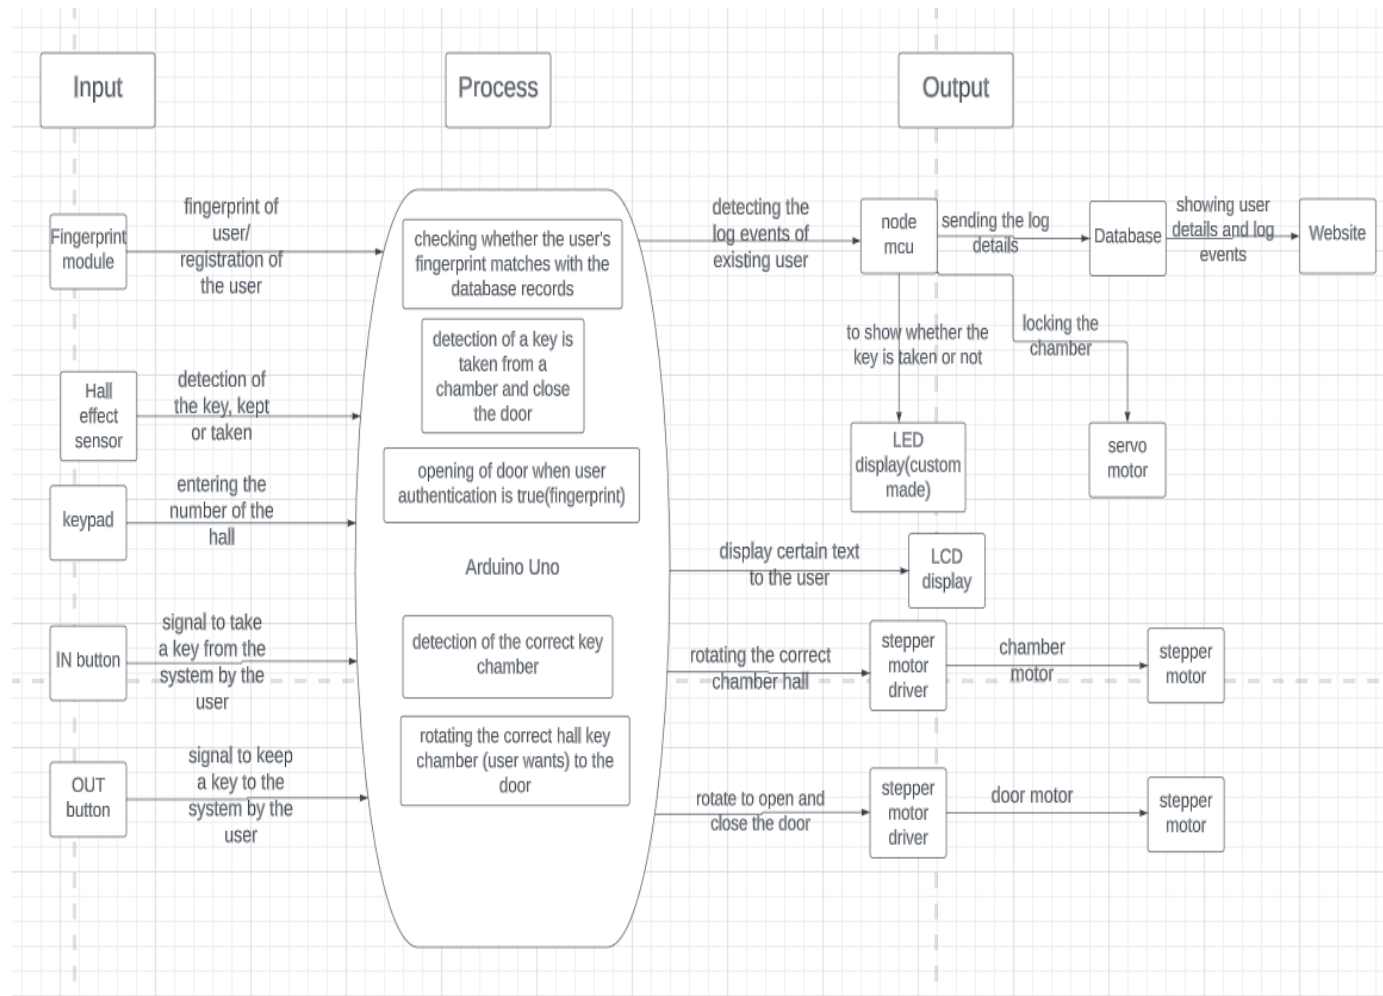 Input
Process
Output
Fingerprint
module
fingerprint of
user/
registration of
the user
Hall
effect
sensor
detection of
the key, kept
or taken
keypad
entering the
number of the
hall
IN button
signal to take
a key from the
system by the
user
OUT
button
signal to keep
a key to the
system by the
user
checking whether the user's
fingerprint matches with the
database records
detection of a key is
taken from a
chamber and close
the door
opening of door when user
authentication is true(fingerprint)
Arduino Uno
detection of the correct key
chamber
rotating the correct hall key
chamber (user wants) to the
door
detecting the
log events of
existing user
node
mcu
sending the log
details
Database
showing user
details and log
events
Website
to show whether the
key is taken or not
locking the
chamber
LED
display(custom
made)
servo
motor
display certain text
to the user
LCD
display
rotating the correct
chamber hall
stepper
motor
driver
chamber
motor
stepper
motor
rotate to open and
close the door
stepper
motor
driver
door motor
stepper
motor